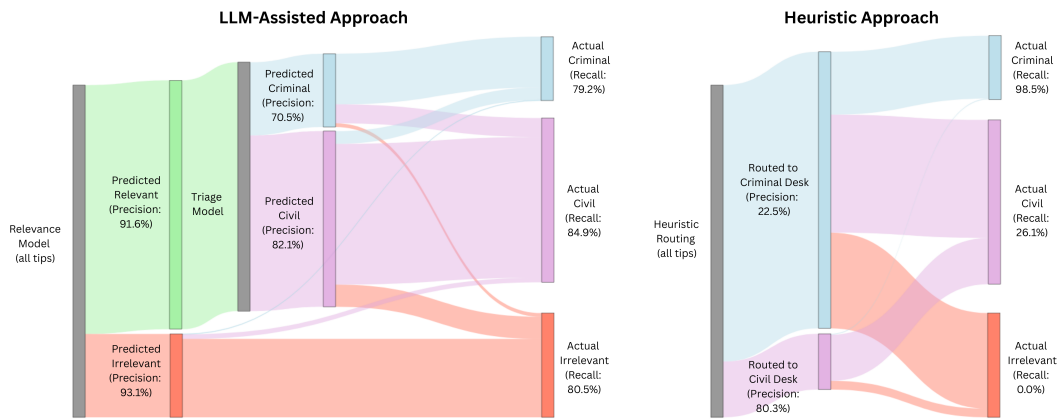 LLM-Assisted Approach
Relevance
Model
(all tips)
Predicted
Relevant
(Precision:
91.6%)
Predicted
Irrelevant
(Precision:
93.1%)
Triage
Model
Predicted
Criminal
(Precision:
70.5%)
Predicted
Civil
(Precision:
82.1%)
Actual
Criminal
(Recall:
79.2%)
Actual
Civil
(Recall:
84.9%)
Actual
Irrelevant
(Recall:
80.5%)
Heuristic Approach
Heuristic
Routing
(all tips)
Routed to
Criminal Desk
(Precision:
22.5%)
Routed to
Civil Desk
(Precision:
80.3%)
Actual
Criminal
(Recall:
98.5%)
Actual
Civil
(Recall:
26.1%)
Actual
Irrelevant
(Recall:
0.0%)